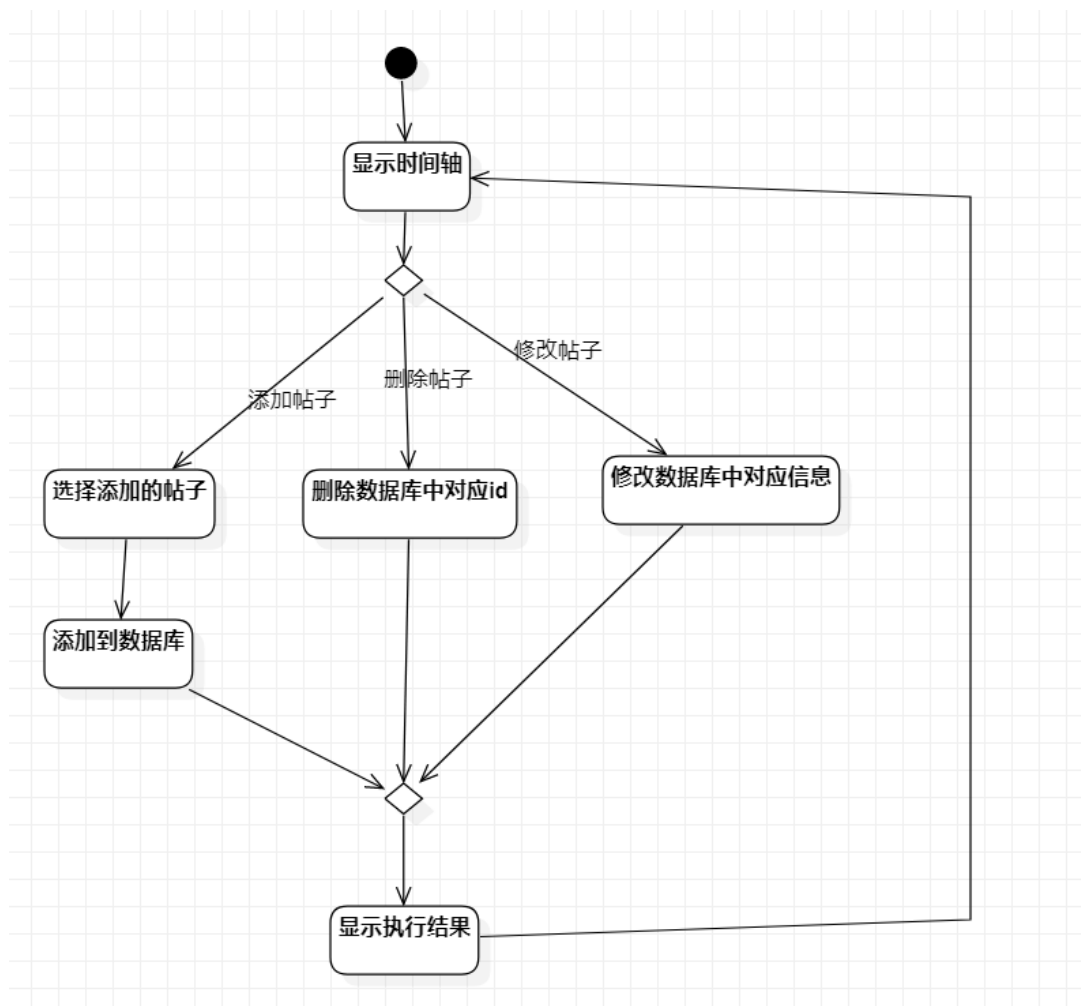 显示时间轴
修改帖子
删除帖子
添加帖子
选择添加的帖子
删除数据库中对应id
修改数据库中对应信息
添加到数据库
显示执行结果